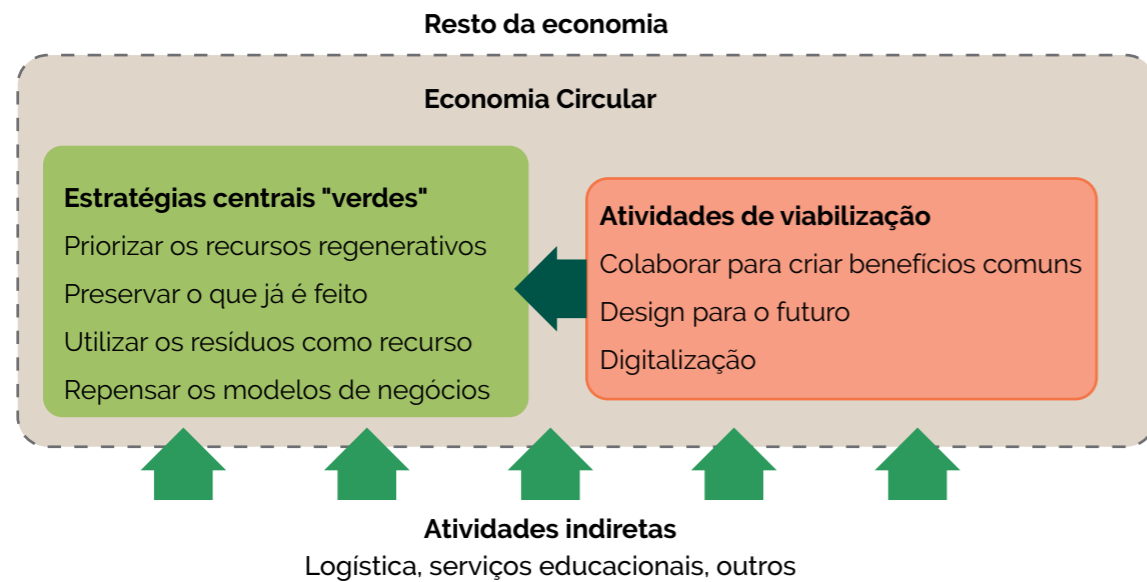 Resto da economia
Economia Circular
Estratégias centrais "verdes"
Priorizar os recursos regenerativos
Preservar o que já é feito
Utilizar os resíduos como recurso
Repensar os modelos de negócios
Atividades de viabilização
Colaborar para criar benefícios comuns
Design para o futuro
Digitalização
Atividades indiretas
Logística, serviços educacionais, outros